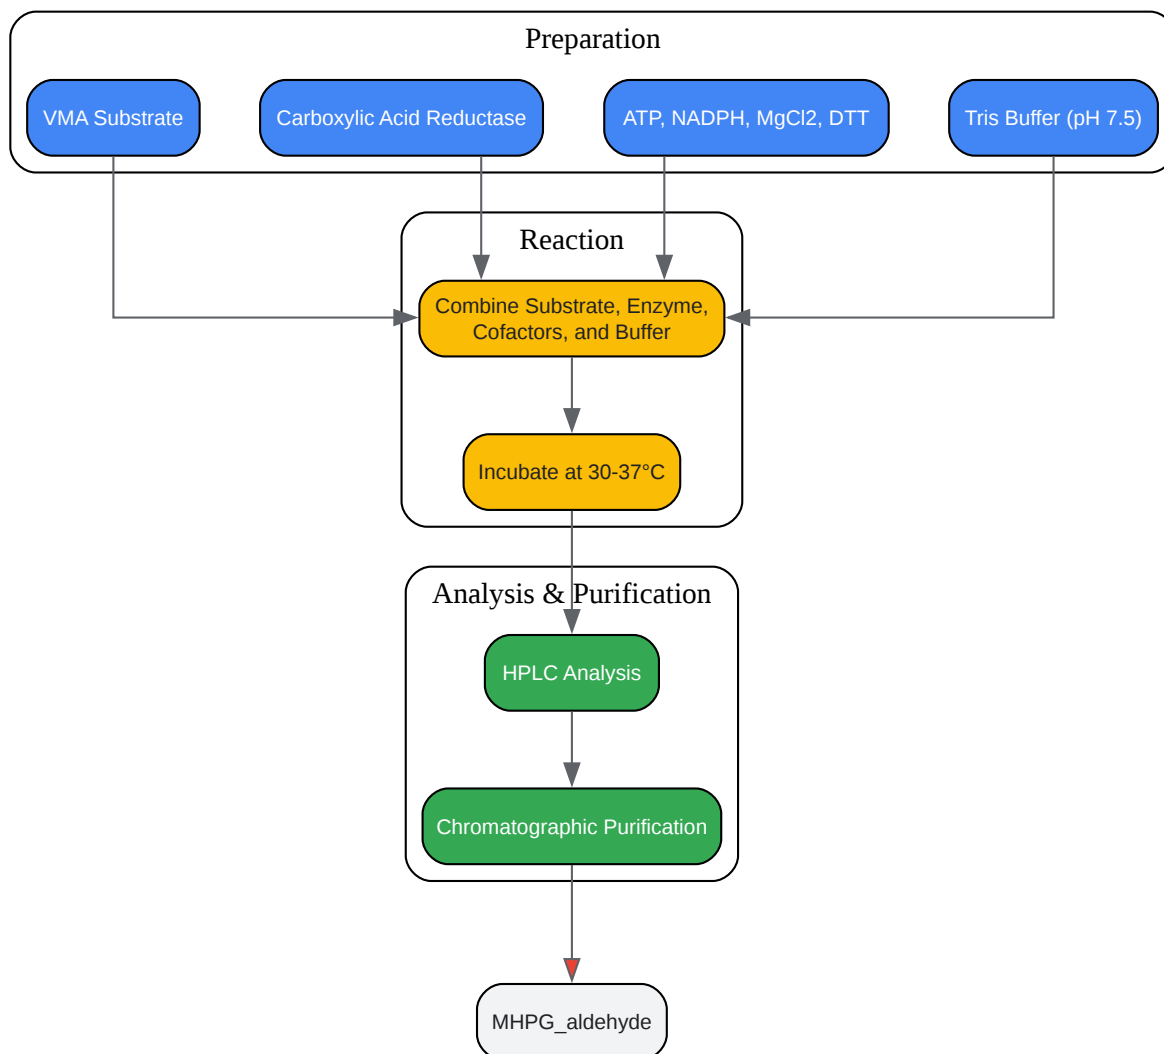 Preparation
VMA Substrate
Carboxylic Acid Reductase
ATP, NADPH, MgCl2, DTT
Tris Buffer (pH 7.5)
Reaction
Combine Substrate, Enzyme,
Cofactors, and Buffer
Incubate at 30-37°C
Analysis & Purification
HPLC Analysis
Chromatographic Purification
MHPG_aldehyde